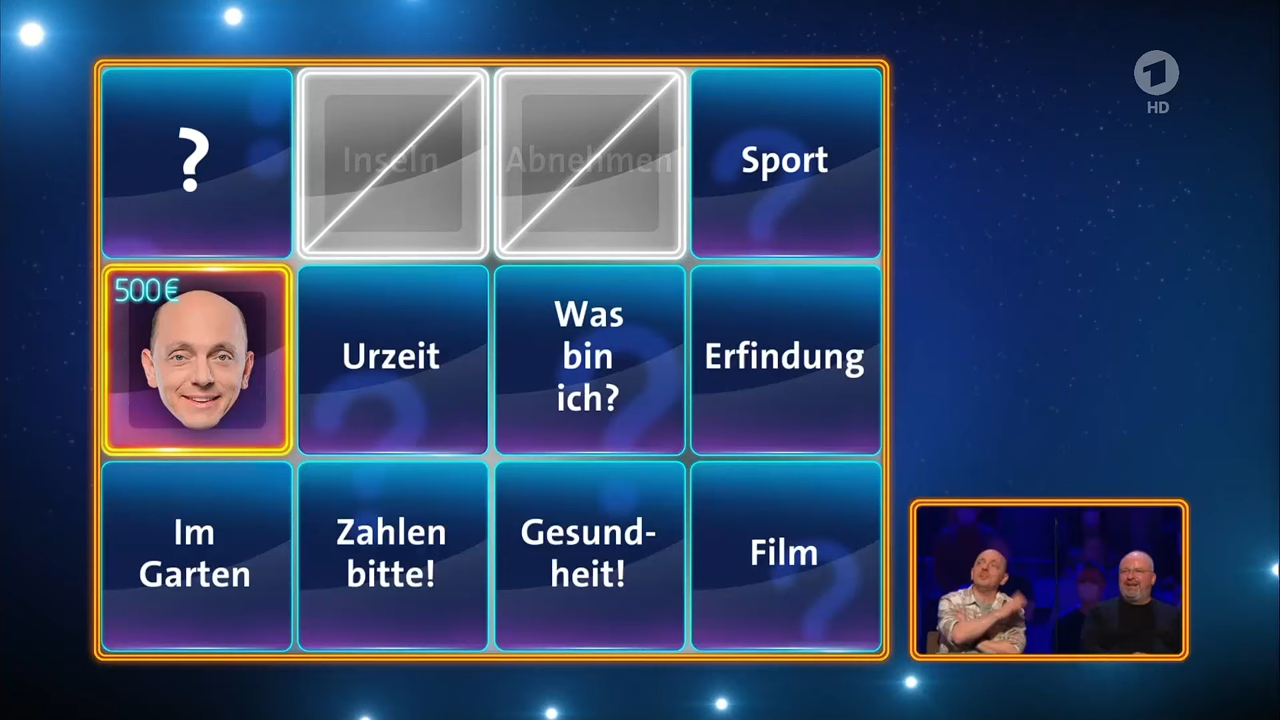 1
HD
?
Inseln
Abnehmen
Sport
500€
Urzeit
Was
bin
ich?
Erfindung
Im
Garten
Zahlen
bitte!
Gesund-
heit!
Film